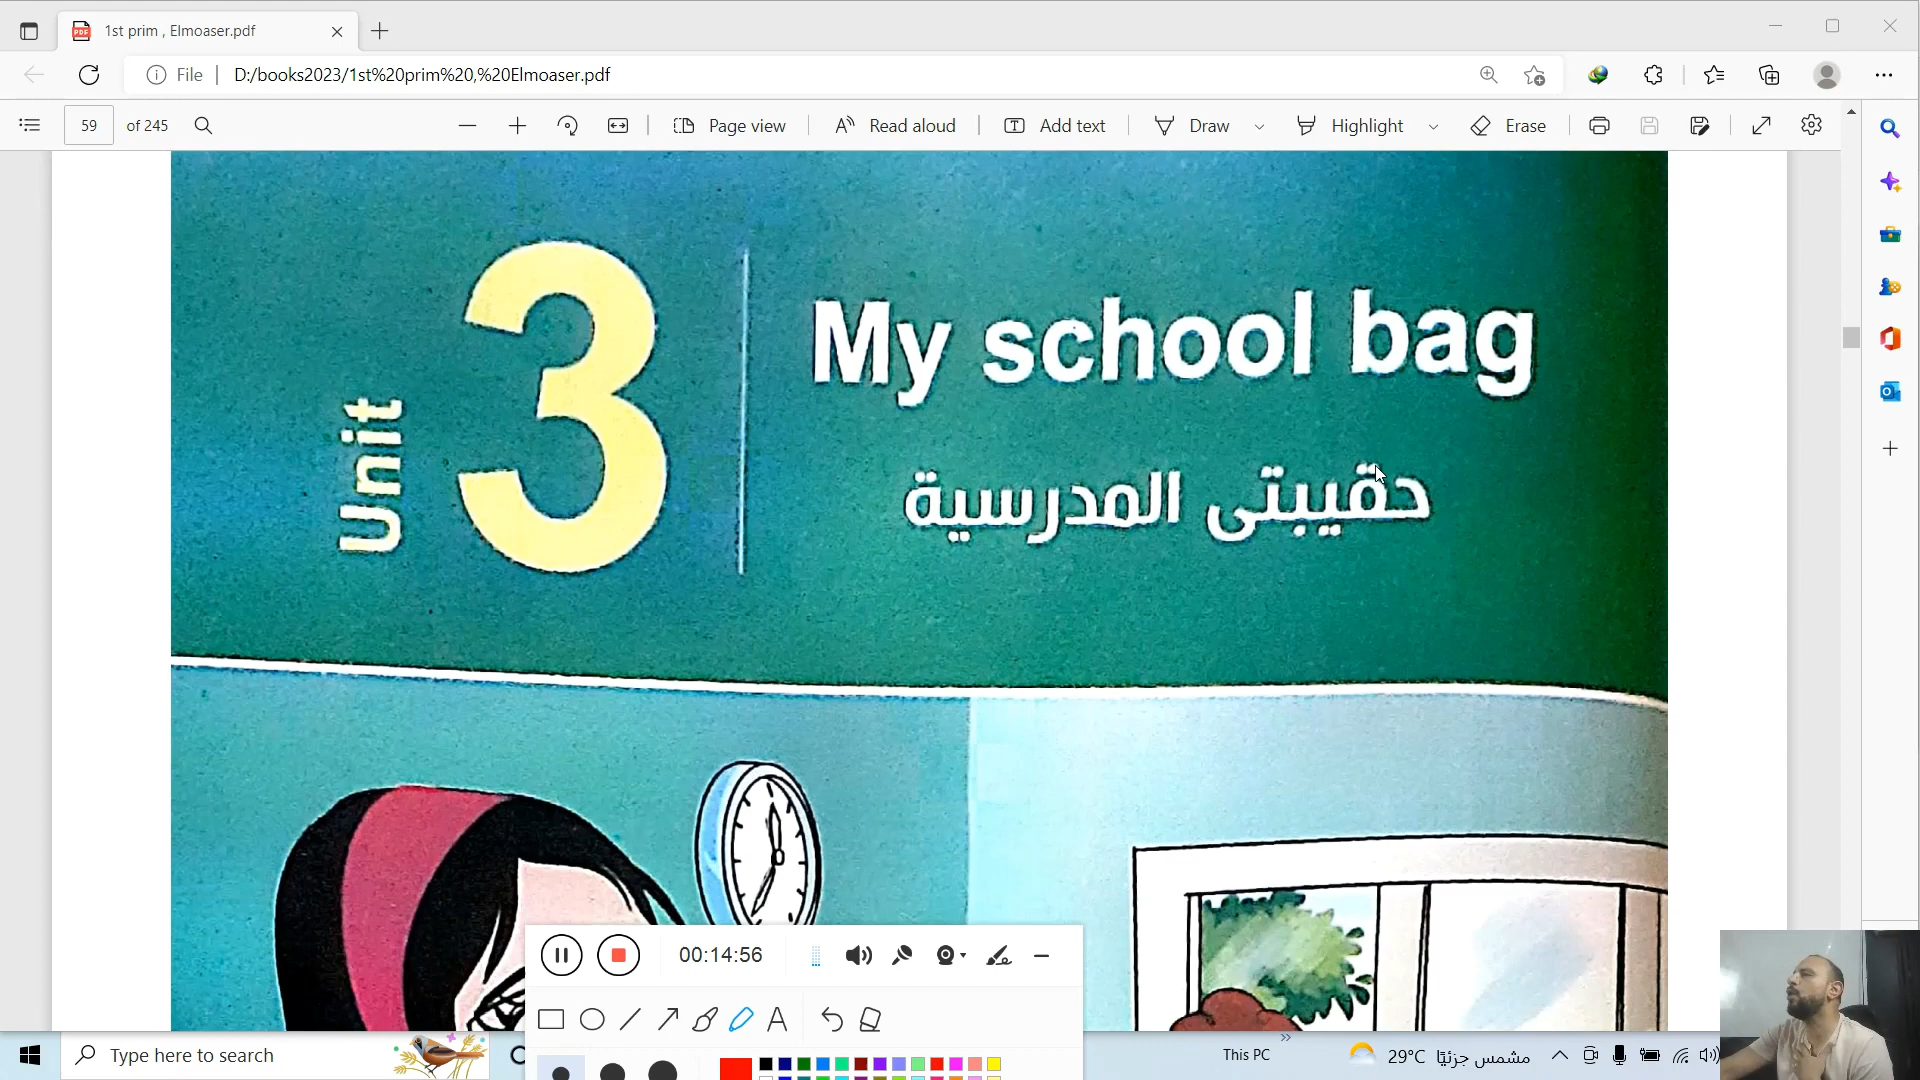 1st prim , Elmoaser.pdf
File
D:/books2023/1st%20prim%20,%20Elmoaser.pdf
59 of 245
Page view
Read aloud
Add text
Draw
Highlight
Erase
Unit 3
My school bag
حقيبتى المدرسية
00:14:56
Type here to search
This PC
29°C مشمس جزئيًا